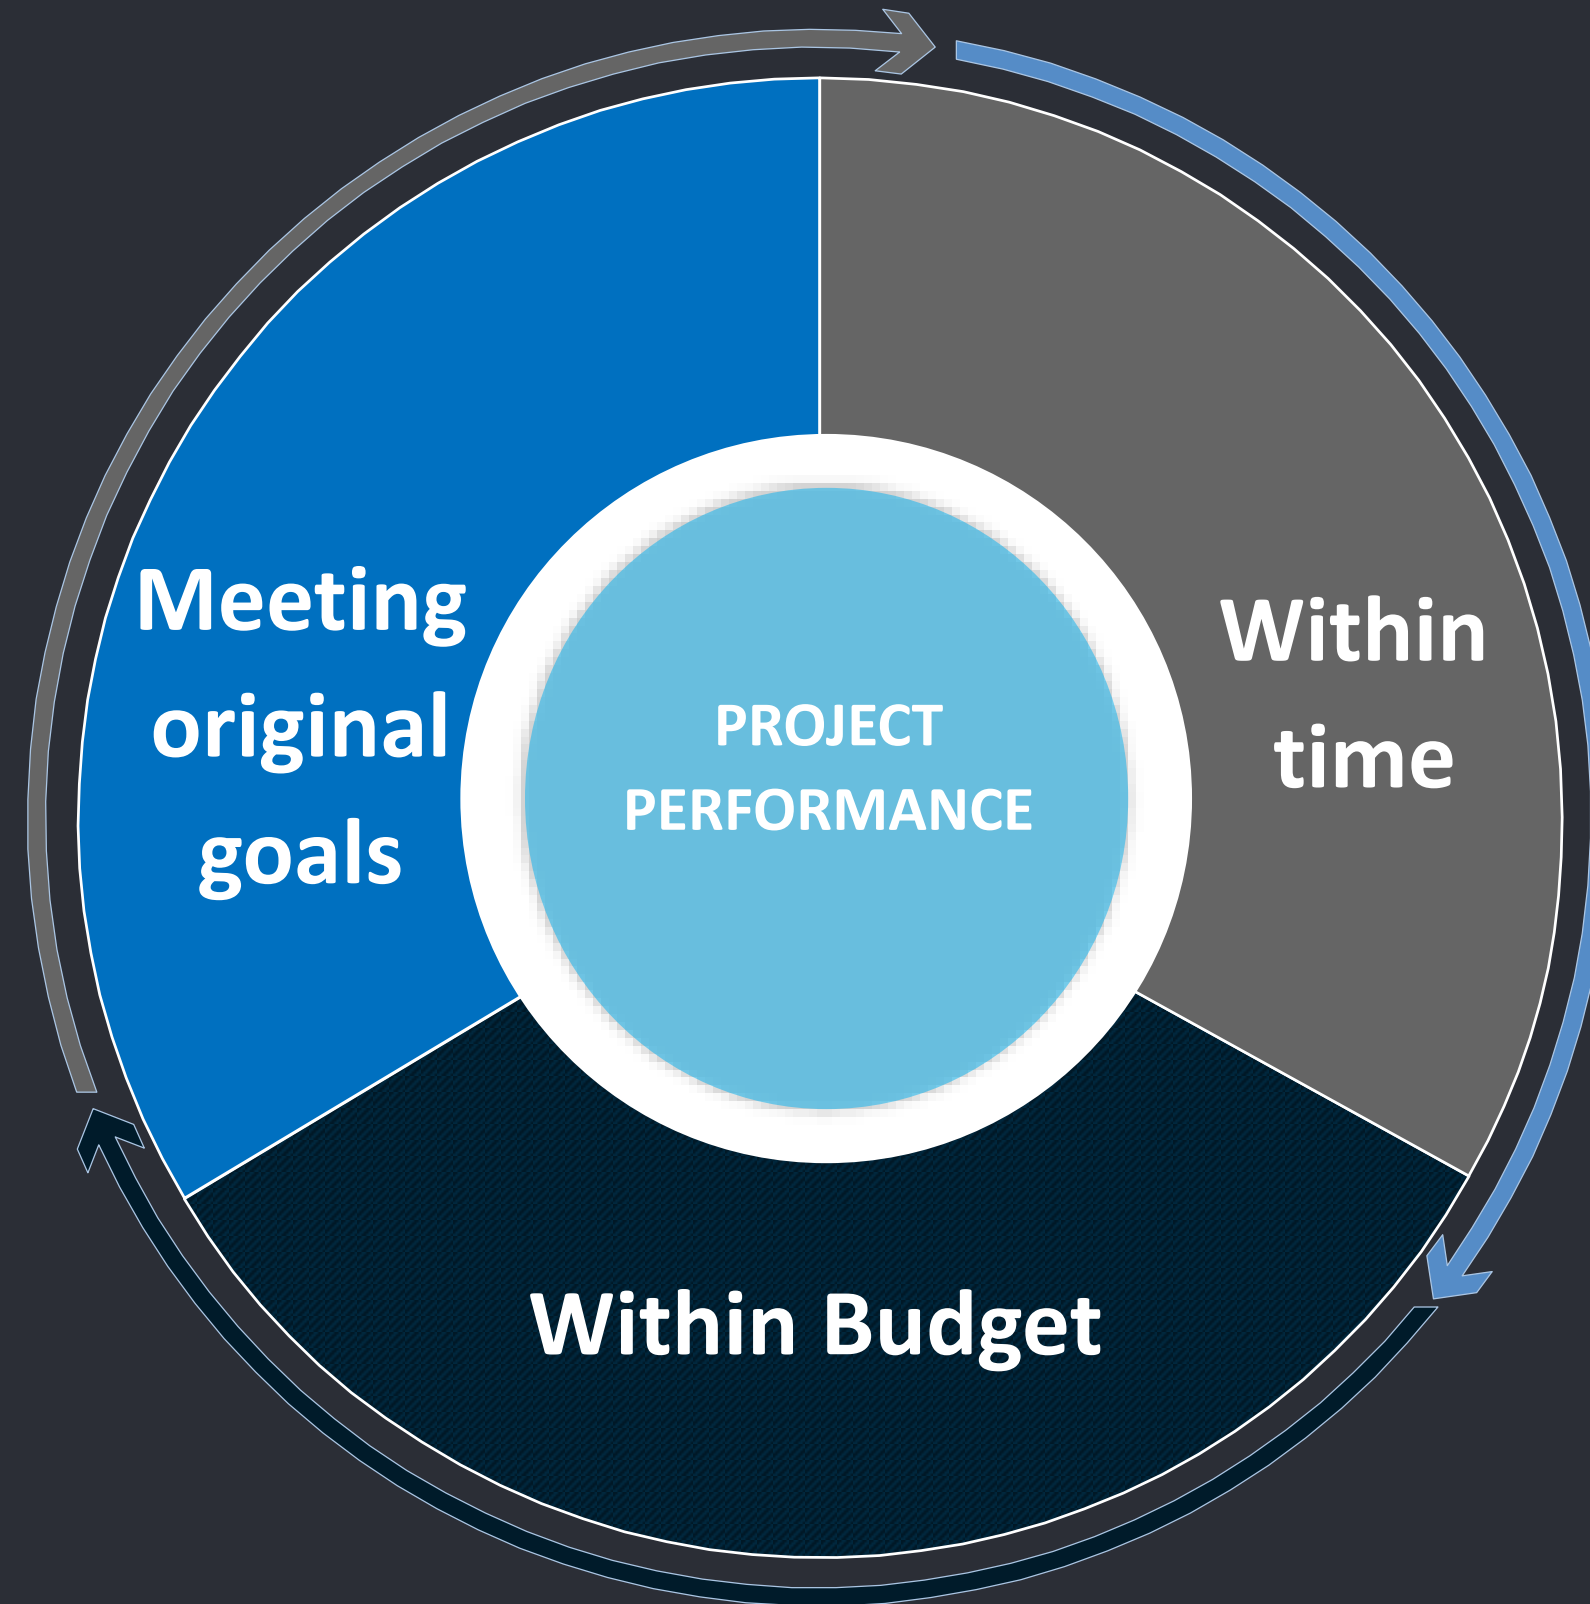 Meeting
original
goals
PROJECT
PERFORMANCE
Within
time
Within Budget